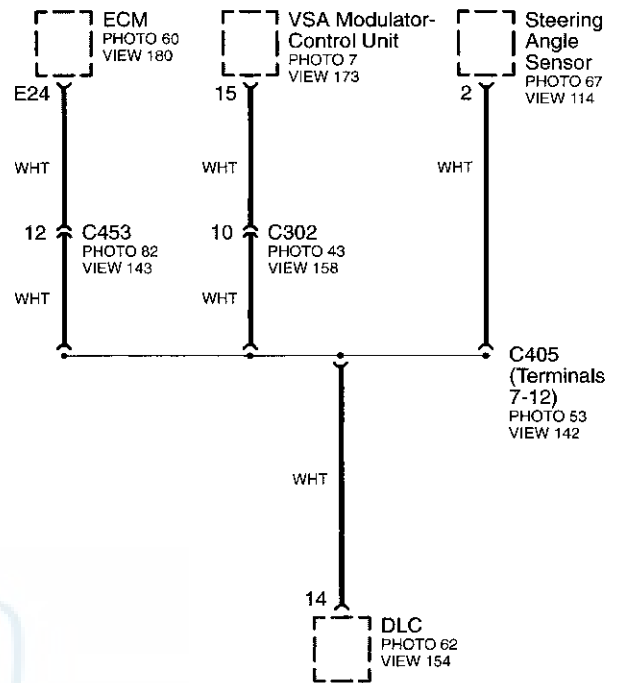 ECM
PHOTO 60
VIEW 180
VSA Modulator-
Control Unit
PHOTO 7
VIEW 173
Steering
Angle
Sensor
PHOTO 67
VIEW 114
E24
15
2
WHT
WHT
WHT
12
C453
PHOTO 82
VIEW 143
10
C302
PHOTO 43
VIEW 158
WHT
WHT
C405
(Terminals
7-12)
PHOTO 53
VIEW 142
WHT
14
DLC
PHOTO 62
VIEW 154